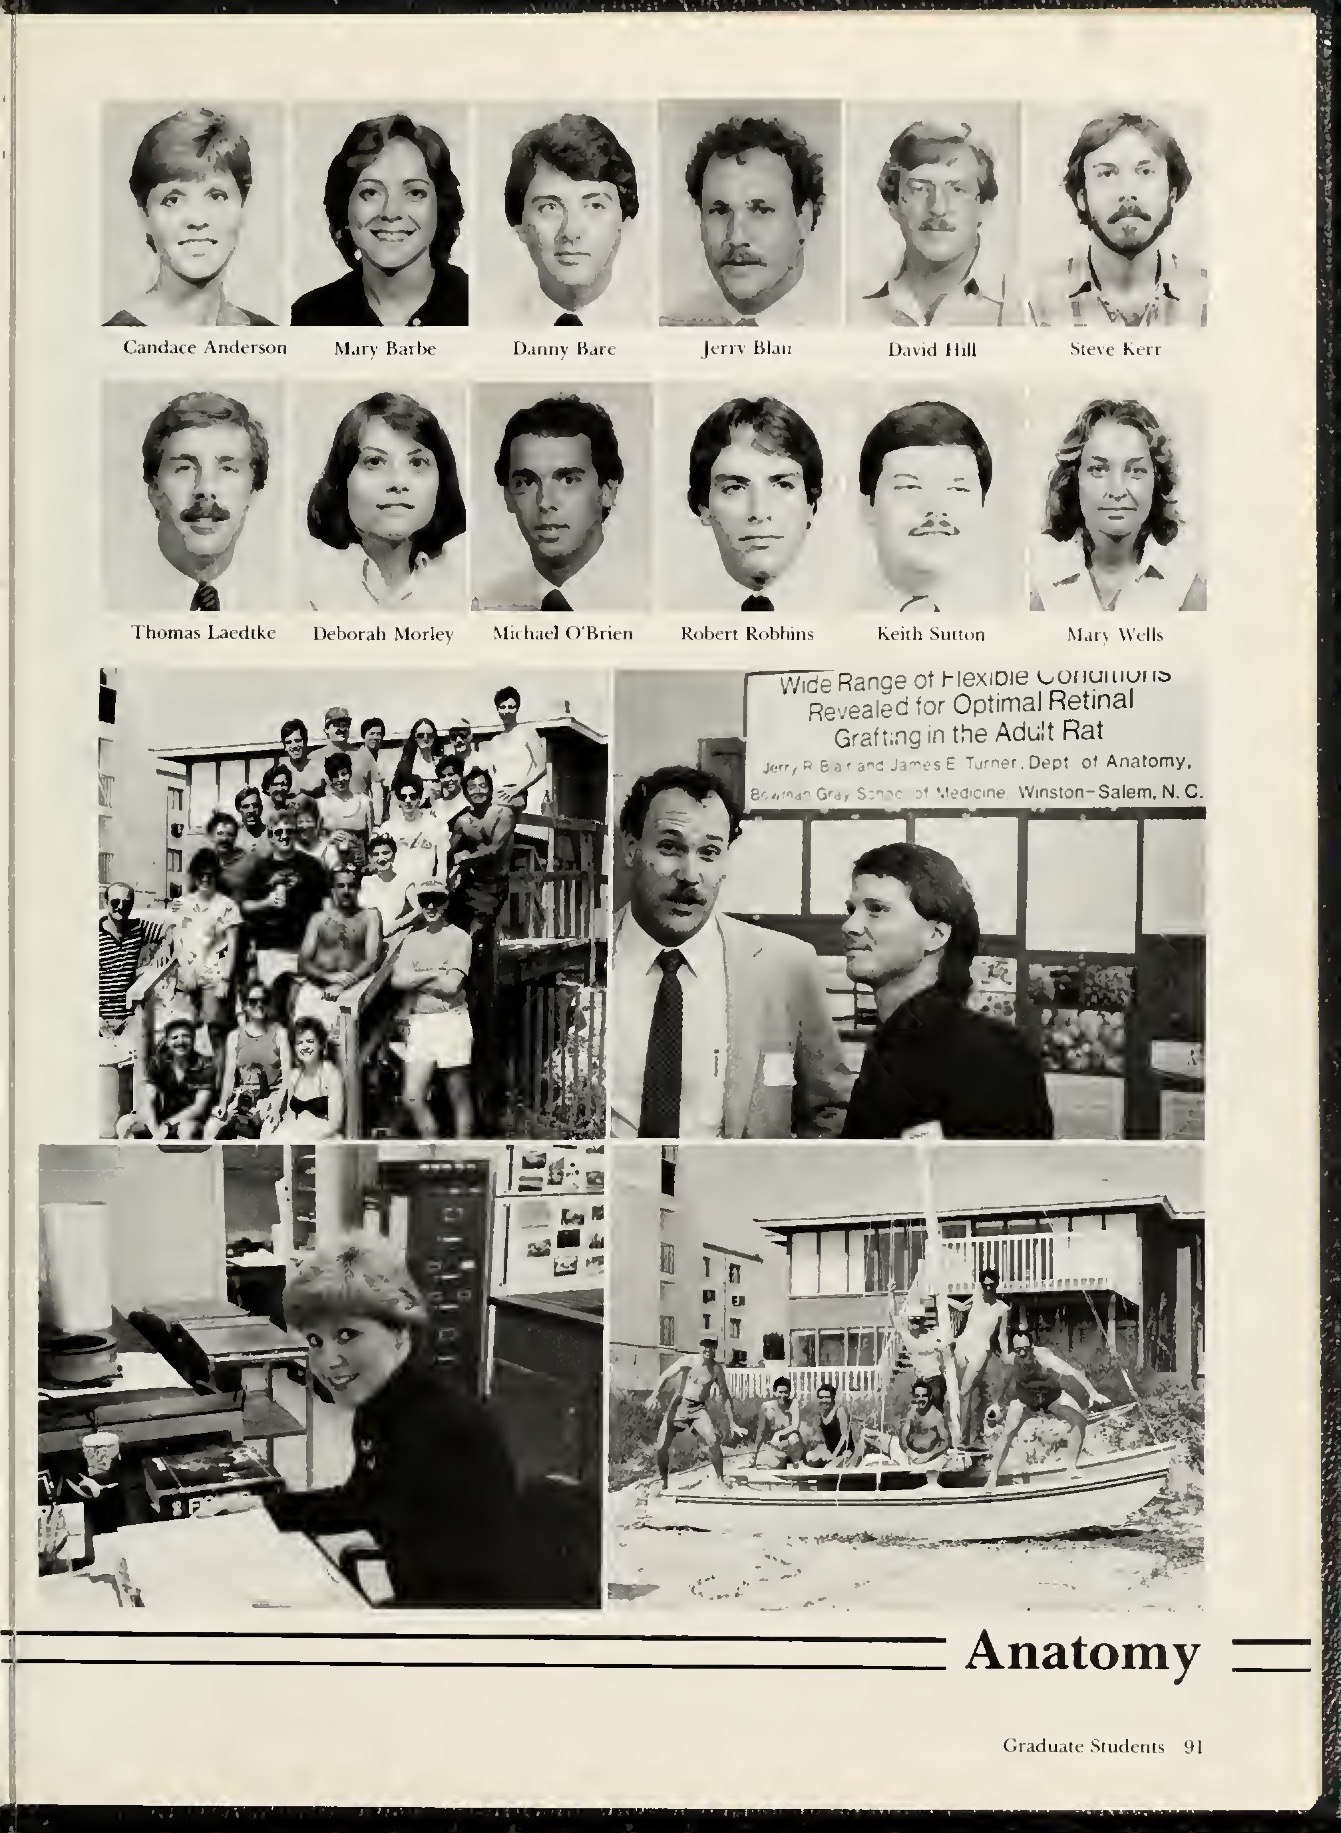 Candace Anderson Mary Barbe Danny Bare Jerry Blair David Hill Steve Kerr
Thomas Laedtke Deborah Morley Michael O'Brien Robert Robbins Keith Sutton Mary Wells
Wide Range of Flexible Conditions
Revealed for Optimal Retinal
Grafting in the Adult Rat
Jerry R Blair and James E. Turner, Dept. of Anatomy,
Bowman Gray School of Medicine, Winston-Salem, N. C.
Anatomy
Graduate Students 91